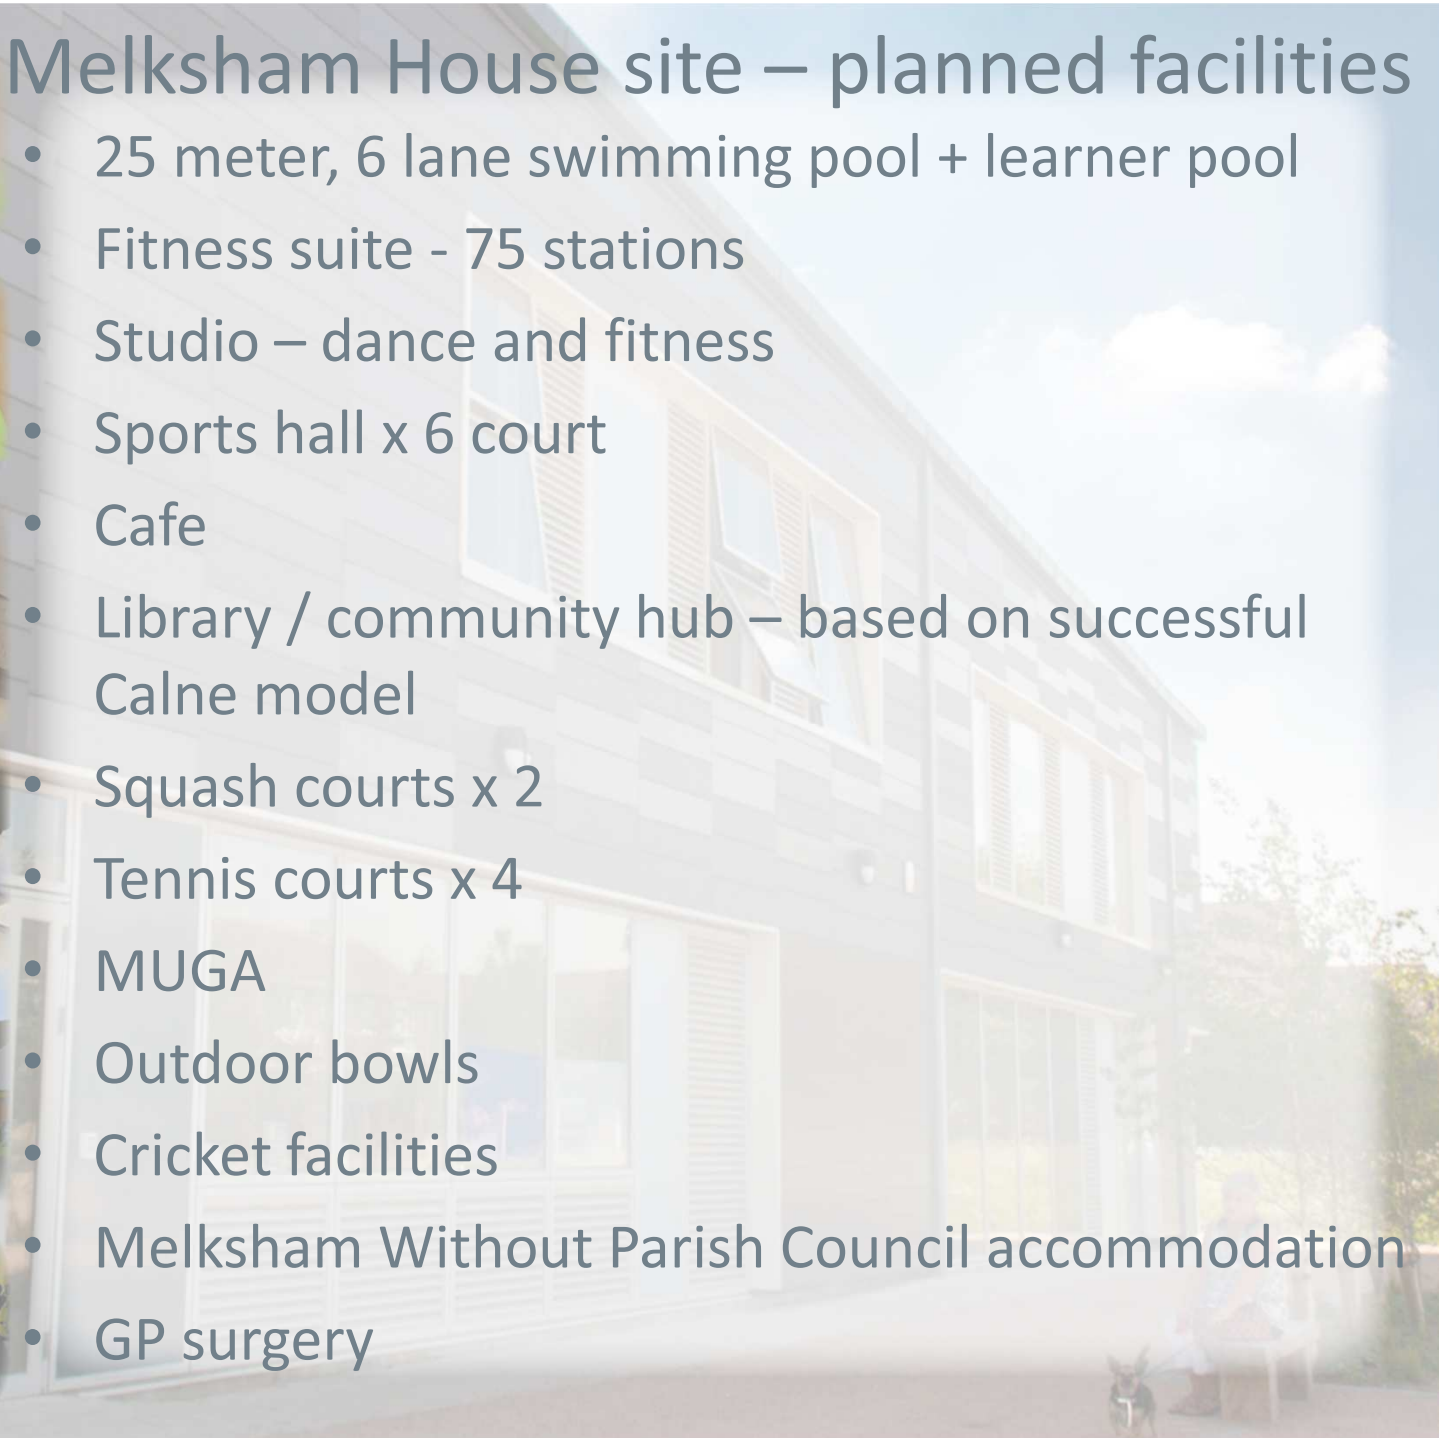 Melksham House site – planned facilities
• 25 meter, 6 lane swimming pool + learner pool
• Fitness suite - 75 stations
• Studio – dance and fitness
• Sports hall x 6 court
• Cafe
• Library / community hub – based on successful
Calne model
• Squash courts x 2
• Tennis courts x 4
• MUGA
• Outdoor bowls
• Cricket facilities
• Melksham Without Parish Council accommodation
• GP surgery